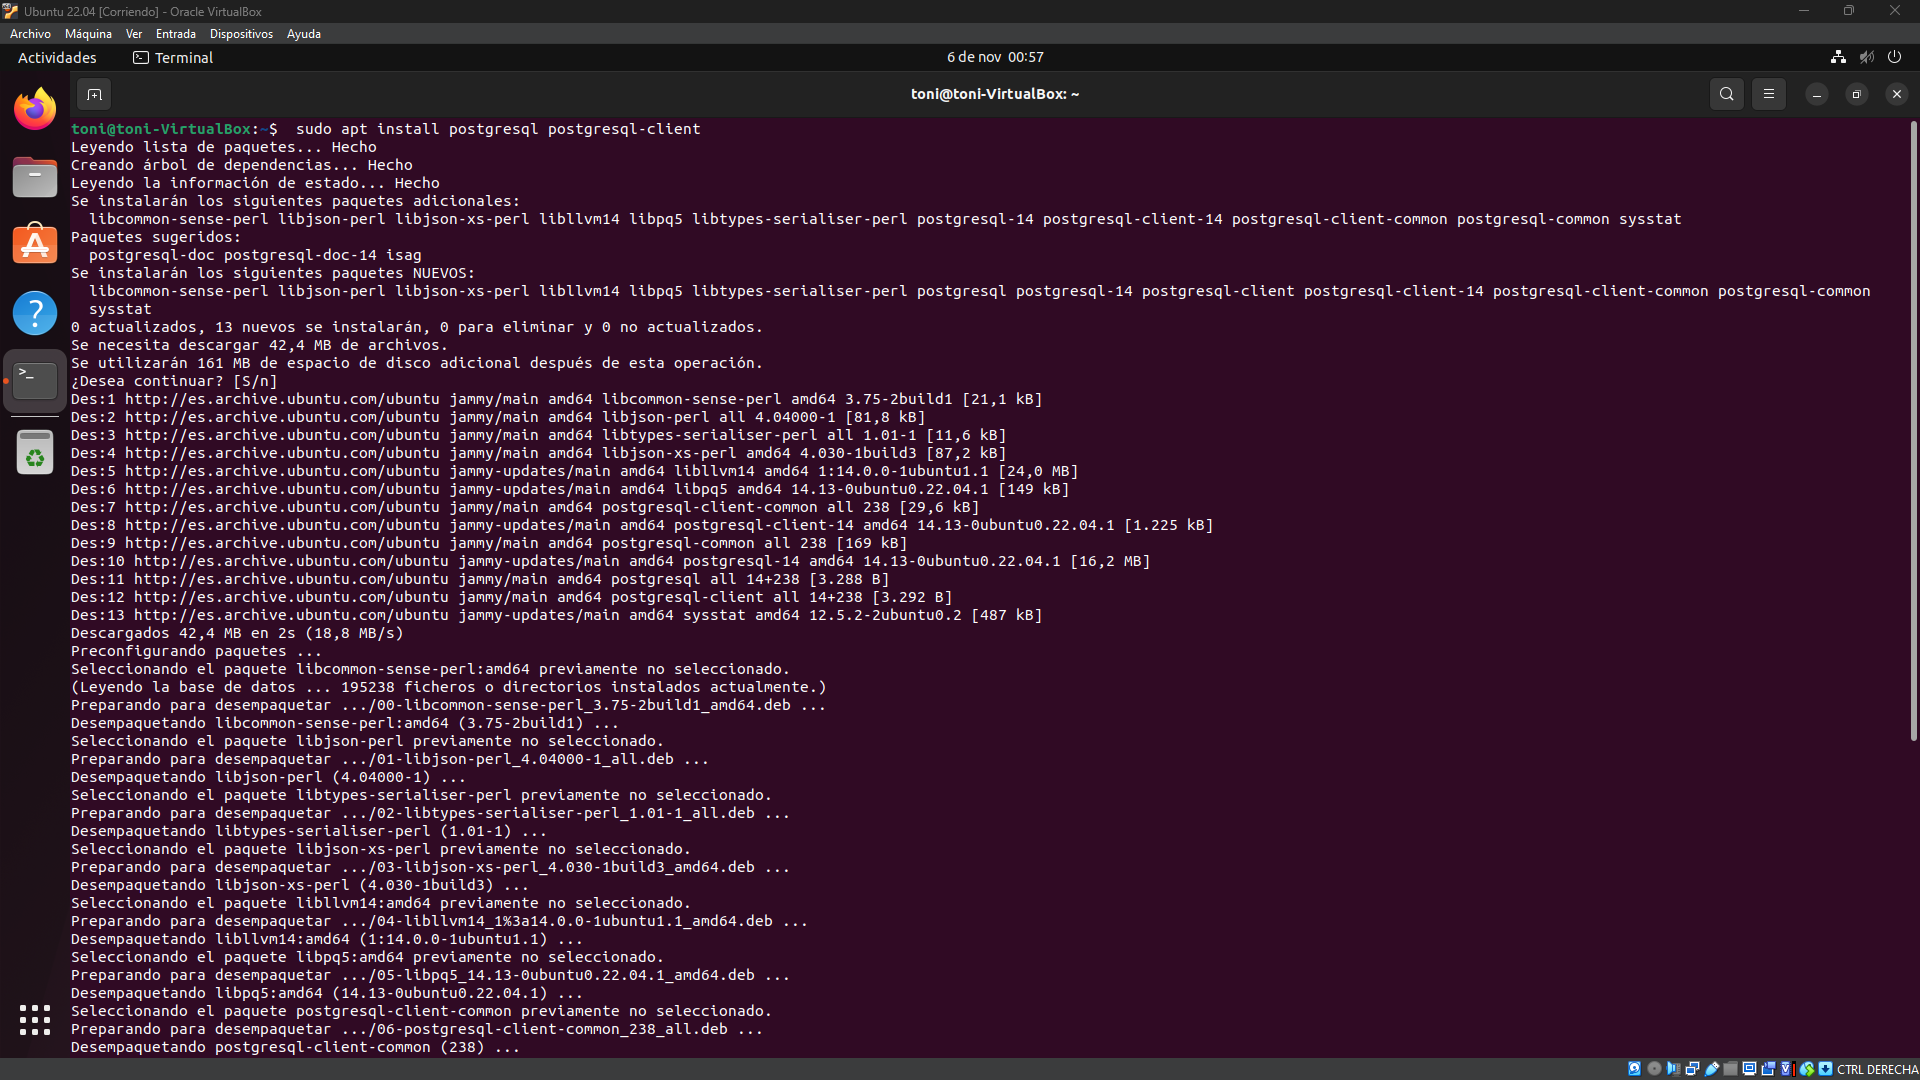 Ubuntu 22.04 [Corriendo] - Oracle VirtualBox
Archivo Máquina Ver Entrada Dispositivos Ayuda
Actividades Terminal 6 de nov 00:57
toni@toni-VirtualBox: ~
toni@toni-VirtualBox:~$  sudo apt install postgresql postgresql-client
Leyendo lista de paquetes... Hecho
Creando árbol de dependencias... Hecho
Leyendo la información de estado... Hecho
Se instalarán los siguientes paquetes adicionales:
  libcommon-sense-perl libjson-perl libjson-xs-perl libllvm14 libpq5 libtypes-serialiser-perl postgresql-14 postgresql-client-14 postgresql-client-common postgresql-common sysstat
Paquetes sugeridos:
  postgresql-doc postgresql-doc-14 isag
Se instalarán los siguientes paquetes NUEVOS:
  libcommon-sense-perl libjson-perl libjson-xs-perl libllvm14 libpq5 libtypes-serialiser-perl postgresql postgresql-14 postgresql-client postgresql-client-14 postgresql-client-common postgresql-common
  sysstat
0 actualizados, 13 nuevos se instalarán, 0 para eliminar y 0 no actualizados.
Se necesita descargar 42,4 MB de archivos.
Se utilizarán 161 MB de espacio de disco adicional después de esta operación.
¿Desea continuar? [S/n]
Des:1 http://es.archive.ubuntu.com/ubuntu jammy/main amd64 libcommon-sense-perl amd64 3.75-2build1 [21,1 kB]
Des:2 http://es.archive.ubuntu.com/ubuntu jammy/main amd64 libjson-perl all 4.04000-1 [81,8 kB]
Des:3 http://es.archive.ubuntu.com/ubuntu jammy/main amd64 libtypes-serialiser-perl all 1.01-1 [11,6 kB]
Des:4 http://es.archive.ubuntu.com/ubuntu jammy/main amd64 libjson-xs-perl amd64 4.030-1build3 [87,2 kB]
Des:5 http://es.archive.ubuntu.com/ubuntu jammy-updates/main amd64 libllvm14 amd64 1:14.0.0-1ubuntu1.1 [24,0 MB]
Des:6 http://es.archive.ubuntu.com/ubuntu jammy-updates/main amd64 libpq5 amd64 14.13-0ubuntu0.22.04.1 [149 kB]
Des:7 http://es.archive.ubuntu.com/ubuntu jammy/main amd64 postgresql-client-common all 238 [29,6 kB]
Des:8 http://es.archive.ubuntu.com/ubuntu jammy-updates/main amd64 postgresql-client-14 amd64 14.13-0ubuntu0.22.04.1 [1.225 kB]
Des:9 http://es.archive.ubuntu.com/ubuntu jammy/main amd64 postgresql-common all 238 [169 kB]
Des:10 http://es.archive.ubuntu.com/ubuntu jammy-updates/main amd64 postgresql-14 amd64 14.13-0ubuntu0.22.04.1 [16,2 MB]
Des:11 http://es.archive.ubuntu.com/ubuntu jammy/main amd64 postgresql all 14+238 [3.288 B]
Des:12 http://es.archive.ubuntu.com/ubuntu jammy/main amd64 postgresql-client all 14+238 [3.292 B]
Des:13 http://es.archive.ubuntu.com/ubuntu jammy-updates/main amd64 sysstat amd64 12.5.2-2ubuntu0.2 [487 kB]
Descargados 42,4 MB en 2s (18,8 MB/s)
Preconfigurando paquetes ...
Seleccionando el paquete libcommon-sense-perl:amd64 previamente no seleccionado.
(Leyendo la base de datos ... 195238 ficheros o directorios instalados actualmente.)
Preparando para desempaquetar .../00-libcommon-sense-perl_3.75-2build1_amd64.deb ...
Desempaquetando libcommon-sense-perl:amd64 (3.75-2build1) ...
Seleccionando el paquete libjson-perl previamente no seleccionado.
Preparando para desempaquetar .../01-libjson-perl_4.04000-1_all.deb ...
Desempaquetando libjson-perl (4.04000-1) ...
Seleccionando el paquete libtypes-serialiser-perl previamente no seleccionado.
Preparando para desempaquetar .../02-libtypes-serialiser-perl_1.01-1_all.deb ...
Desempaquetando libtypes-serialiser-perl (1.01-1) ...
Seleccionando el paquete libjson-xs-perl previamente no seleccionado.
Preparando para desempaquetar .../03-libjson-xs-perl_4.030-1build3_amd64.deb ...
Desempaquetando libjson-xs-perl (4.030-1build3) ...
Seleccionando el paquete libllvm14:amd64 previamente no seleccionado.
Preparando para desempaquetar .../04-libllvm14_1%3a14.0.0-1ubuntu1.1_amd64.deb ...
Desempaquetando libllvm14:amd64 (1:14.0.0-1ubuntu1.1) ...
Seleccionando el paquete libpq5:amd64 previamente no seleccionado.
Preparando para desempaquetar .../05-libpq5_14.13-0ubuntu0.22.04.1_amd64.deb ...
Desempaquetando libpq5:amd64 (14.13-0ubuntu0.22.04.1) ...
Seleccionando el paquete postgresql-client-common previamente no seleccionado.
Preparando para desempaquetar .../06-postgresql-client-common_238_all.deb ...
Desempaquetando postgresql-client-common (238) ...
CTRL DERECHA